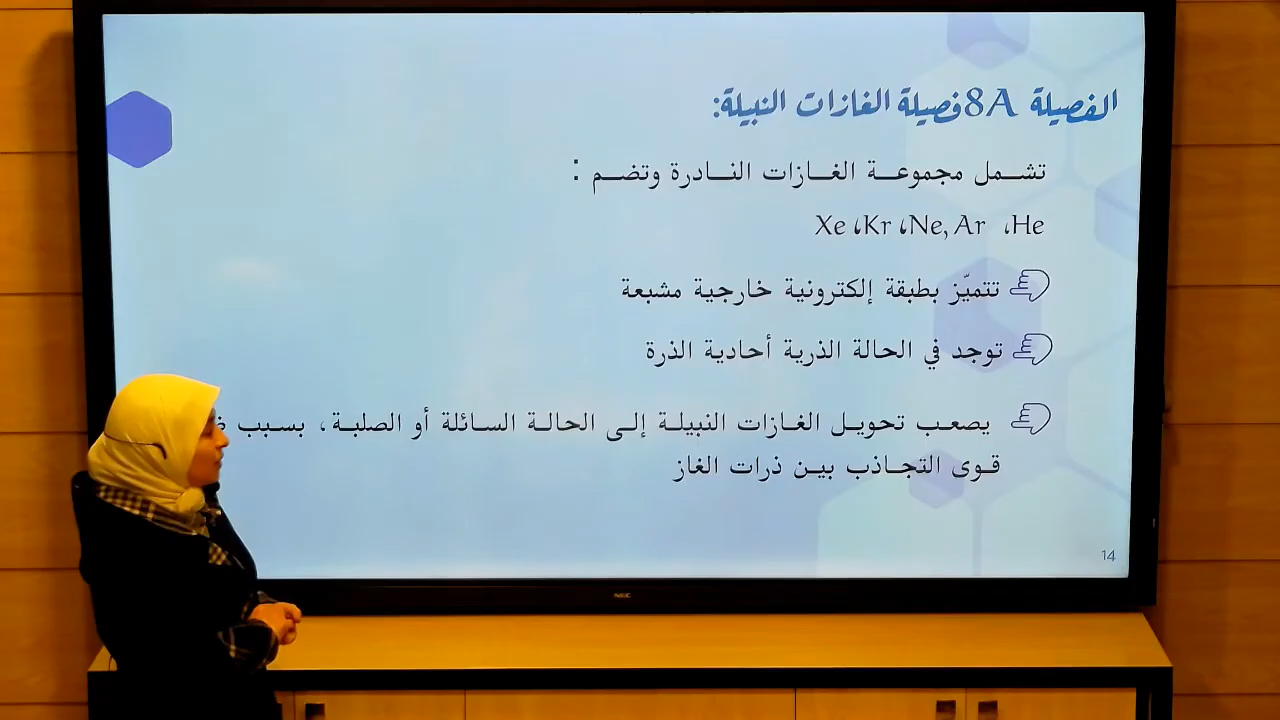 الفصيلة 8A فصيلة الغازات النبيلة:
تشمل مجموعة الغازات النادرة وتضم :
He، Ne, Ar، Kr، Xe
تتميّز بطبقة إلكترونية خارجية مشبعة
توجد في الحالة الذرية أحادية الذرة
يصعب تحويل الغازات النبيلة إلى الحالة السائلة أو الصلبة، بسبب
قوى التجاذب بين ذرات الغاز
14
NEC